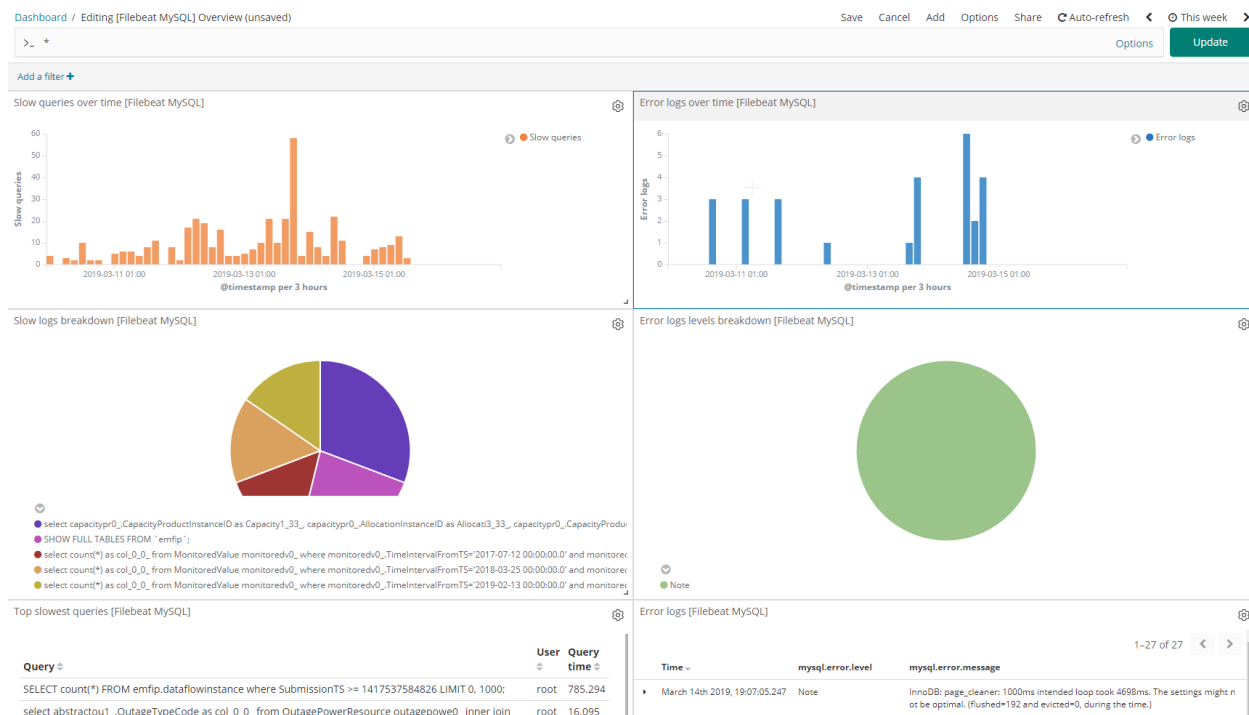 Dashboard / Editing [Filebeat MySQL] Overview (unsaved)
Save Cancel Add Options Share Auto-refresh This week
>_ *
Options Update
Add a filter +
Slow queries over time [Filebeat MySQL]
60
50
40
30
20
10
0
Slow queries
2019-03-11 01:00 2019-03-13 01:00 2019-03-15 01:00
@timestamp per 3 hours
Slow queries
Error logs over time [Filebeat MySQL]
6
5
4
3
2
1
0
Error logs
2019-03-11 01:00 2019-03-13 01:00 2019-03-15 01:00
@timestamp per 3 hours
Error logs
Slow logs breakdown [Filebeat MySQL]
select capacitypr0_.CapacityProductInstanceID as Capacity1_33_, capacitypr0_.AllocationInstanceID as Allocati3_33_, capacitypr0_.CapacityProdu
SHOW FULL TABLES FROM `emfip`;
select count(*) as col_0_0_ from MonitoredValue monitoredv0_ where monitoredv0_.TimeIntervalFromTS='2017-07-12 00:00:00.0' and monitored
select count(*) as col_0_0_ from MonitoredValue monitoredv0_ where monitoredv0_.TimeIntervalFromTS='2018-03-25 00:00:00.0' and monitored
select count(*) as col_0_0_ from MonitoredValue monitoredv0_ where monitoredv0_.TimeIntervalFromTS='2019-02-13 00:00:00.0' and monitored
Error logs levels breakdown [Filebeat MySQL]
Note
Top slowest queries [Filebeat MySQL]
Query User Query time
SELECT count(*) FROM emfip.dataflowinstance where SubmissionTS >= 1417537584826 LIMIT 0, 1000; root 785.294
select abstractou1_.OutageTypeCode as col_0_0_ from OutagePowerResource outagepowe0_ inner join root 16.095
Error logs [Filebeat MySQL]
1–27 of 27
Time mysql.error.level mysql.error.message
March 14th 2019, 19:07:05.247 Note InnoDB: page_cleaner: 1000ms intended loop took 4698ms. The settings might n
ot be optimal. (flushed=192 and evicted=0, during the time.)